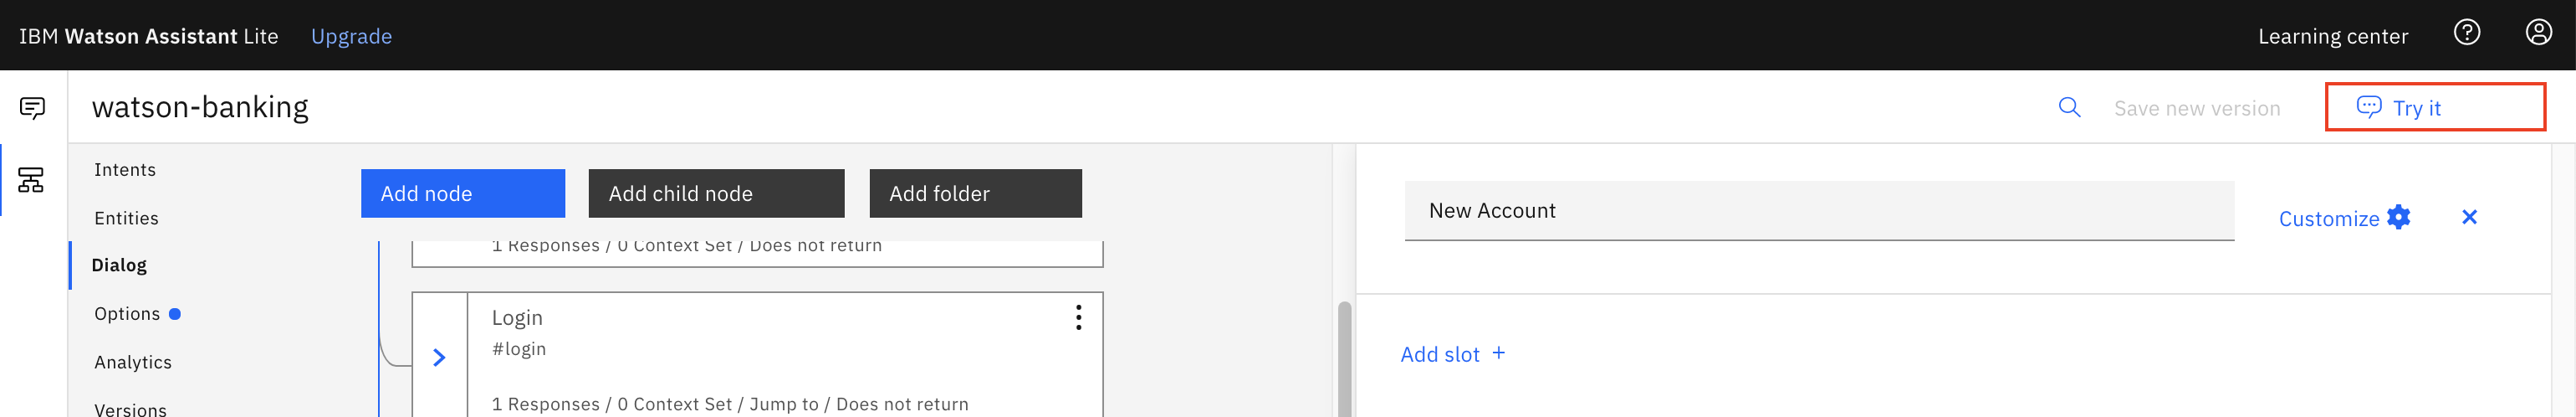 IBM Watson Assistant Lite Upgrade Learning center
watson-banking Save new version Try it
Intents
Entities
Dialog
Options
Analytics
Versions
Add node Add child node Add folder
1 Responses / 0 Context Set / Does not return
Login
#login
1 Responses / 0 Context Set / Jump to / Does not return
New Account Customize
Add slot +